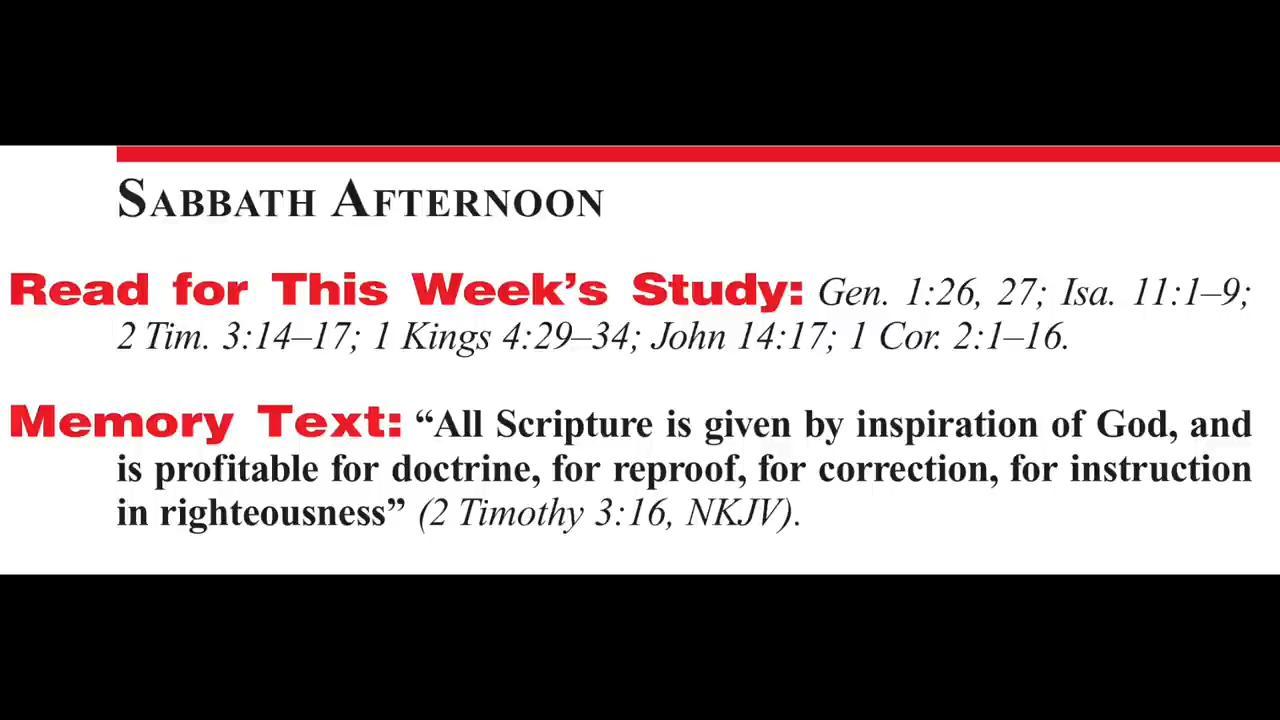 SABBATH AFTERNOON
Read for This Week’s Study: Gen. 1:26, 27; Isa. 11:1–9;
2 Tim. 3:14–17; 1 Kings 4:29–34; John 14:17; 1 Cor. 2:1–16.
Memory Text: “All Scripture is given by inspiration of God, and
is profitable for doctrine, for reproof, for correction, for instruction
in righteousness” (2 Timothy 3:16, NKJV).